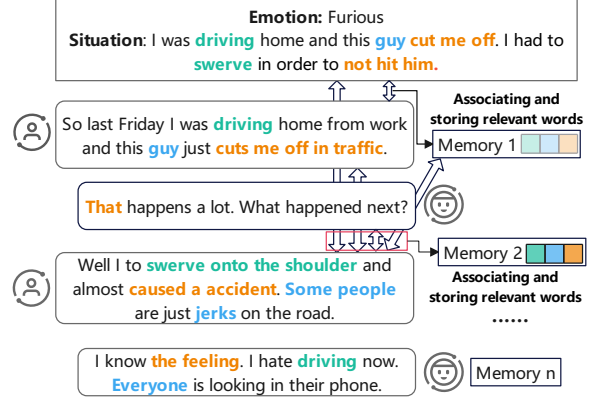 Emotion: Furious
Situation: I was driving home and this guy cut me off. I had to
swerve in order to not hit him.
Associating and
storing relevant words
So last Friday I was driving home from work
and this guy just cuts me off in traffic.
Memory 1
That happens a lot. What happened next?
Memory 2
Well I to swerve onto the shoulder and
almost caused a accident. Some people
are just jerks on the road.
Associating and
storing relevant words
......
I know the feeling. I hate driving now.
Everyone is looking in their phone.
Memory n